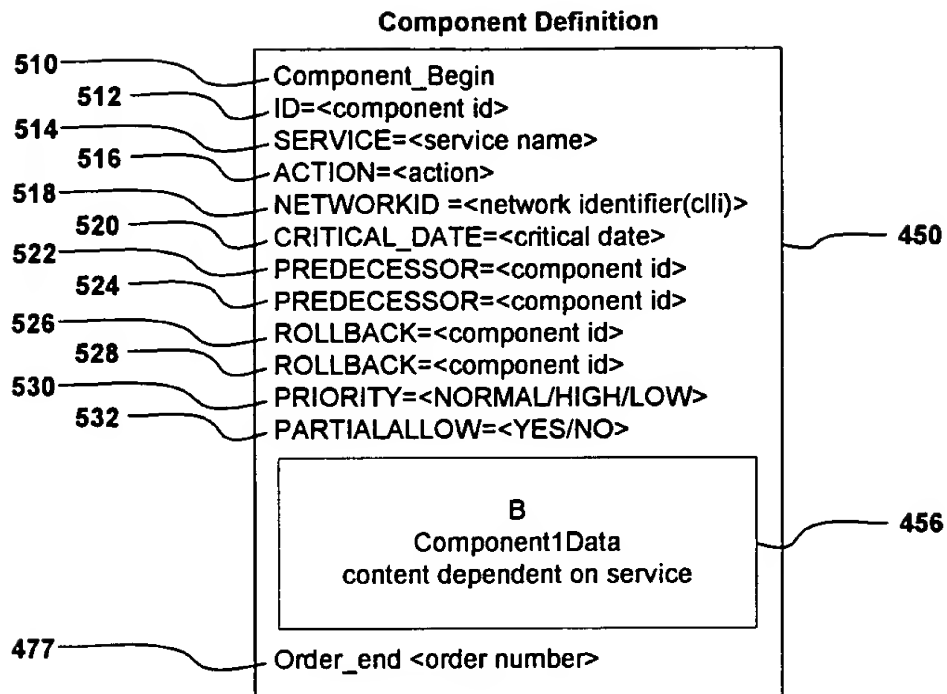 Component Definition
510 Component_Begin
512 ID=<component id>
514 SERVICE=<service name>
516 ACTION=<action>
518 NETWORKID =<network identifier(clli)>
520 CRITICAL_DATE=<critical date>
450
522 PREDECESSOR=<component id>
524 PREDECESSOR=<component id>
526 ROLLBACK=<component id>
528 ROLLBACK=<component id>
530 PRIORITY=<NORMAL/HIGH/LOW>
532 PARTIALALLOW=<YES/NO>
B
Component1Data
456
content dependent on service
477 Order_end <order number>